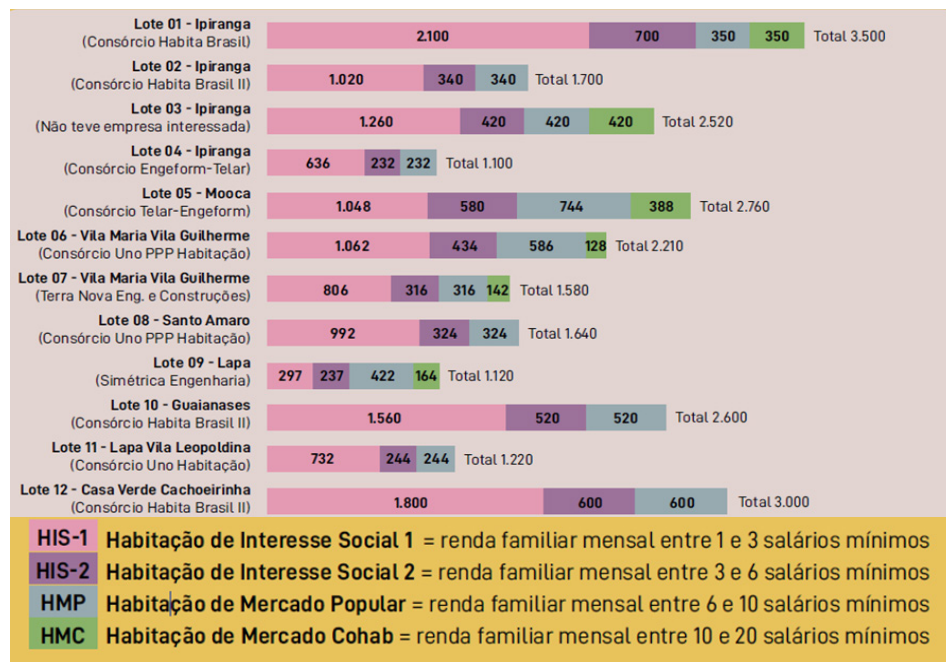 Lote 01 - Ipiranga
(Consórcio Habita Brasil)
2.100 700 350 350 Total 3.500
Lote 02 - Ipiranga
(Consórcio Habita Brasil II)
1.020 340 340 Total 1.700
Lote 03 - Ipiranga
(Não teve empresa interessada)
1.260 420 420 420 Total 2.520
Lote 04 - Ipiranga
(Consórcio Engeform-Telar)
636 232 232 Total 1.100
Lote 05 - Mooca
(Consórcio Telar-Engeform)
1.048 580 744 388 Total 2.760
Lote 06 - Vila Maria Vila Guilherme
(Consórcio Uno PPP Habitação)
1.062 434 586 128 Total 2.210
Lote 07 - Vila Maria Vila Guilherme
(Terra Nova Eng. e Construções)
806 316 316 142 Total 1.580
Lote 08 - Santo Amaro
(Consórcio Uno PPP Habitação)
992 324 324 Total 1.640
Lote 09 - Lapa
(Simétrica Engenharia)
297 237 422 164 Total 1.120
Lote 10 - Guaianases
(Consórcio Habita Brasil II)
1.560 520 520 Total 2.600
Lote 11 - Lapa Vila Leopoldina
(Consórcio Uno Habitação)
732 244 244 Total 1.220
Lote 12 - Casa Verde Cachoeirinha
(Consórcio Habita Brasil II)
1.800 600 600 Total 3.000
HIS-1 Habitação de Interesse Social 1 = renda familiar mensal entre 1 e 3 salários mínimos
HIS-2 Habitação de Interesse Social 2 = renda familiar mensal entre 3 e 6 salários mínimos
HMP Habitação de Mercado Popular = renda familiar mensal entre 6 e 10 salários mínimos
HMC Habitação de Mercado Cohab = renda familiar mensal entre 10 e 20 salários mínimos